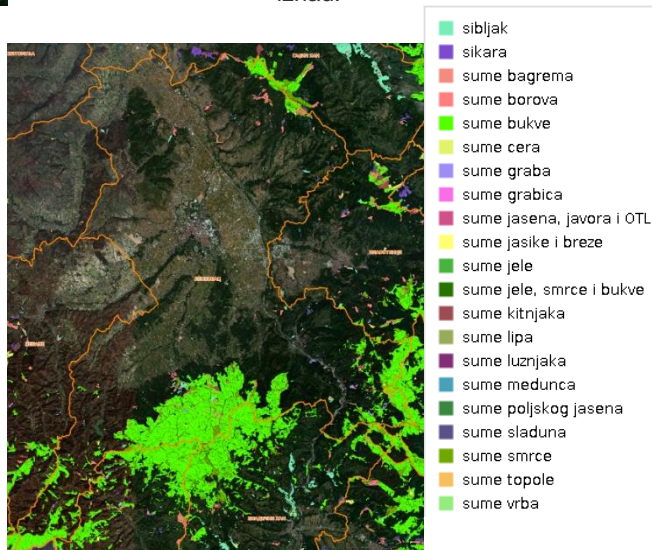 sibljak
sikara
sume bagrema
sume borova
sume bukve
sume cera
sume graba
sume grabica
sume jasena, javora i OTL
sume jasike i breze
sume jele
sume jele, smrce i bukve
sume kitnjaka
sume lipa
sume luznjaka
sume medunca
sume poljskog jasena
sume sladuna
sume smrce
sume topole
sume vrba